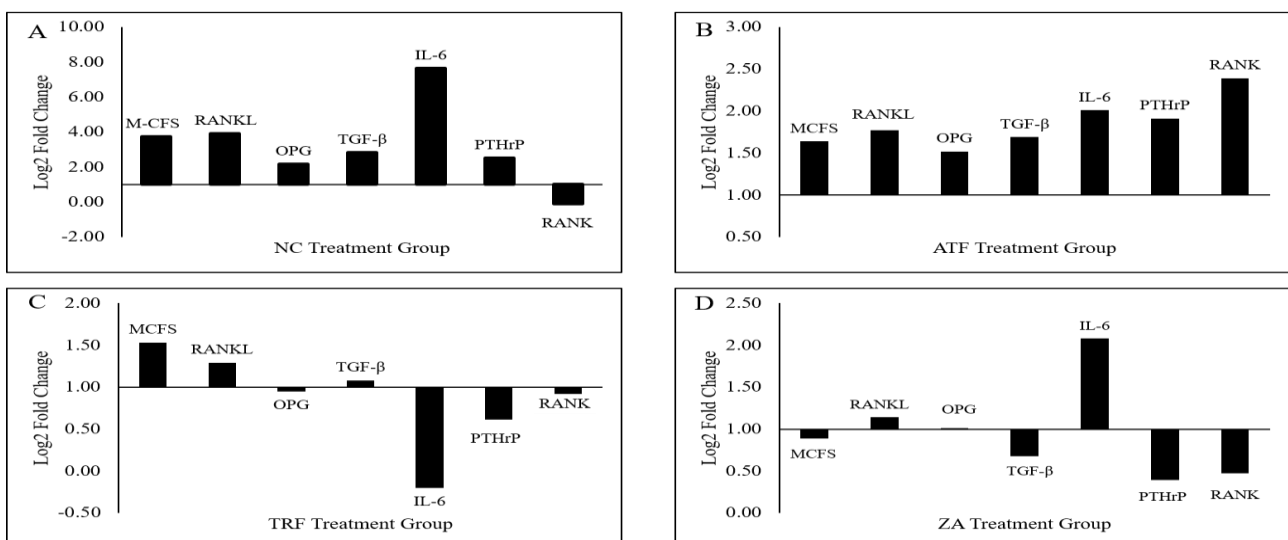 A
10.00
8.00
6.00
4.00
2.00
0.00
-2.00
Log2 Fold Change
M-CFS
RANKL
OPG
TGF-β
IL-6
PTHrP
RANK
NC Treatment Group
B
3.00
2.50
2.00
1.50
1.00
0.50
Log2 Fold Change
MCFS
RANKL
OPG
TGF-β
IL-6
PTHrP
RANK
ATF Treatment Group
C
2.00
1.50
1.00
0.50
0.00
-0.50
Log2 Fold Change
MCFS
RANKL
OPG
TGF-β
IL-6
PTHrP
RANK
TRF Treatment Group
D
2.50
2.00
1.50
1.00
0.50
0.00
Log2 Fold Change
MCFS
RANKL
OPG
TGF-β
IL-6
PTHrP
RANK
ZA Treatment Group